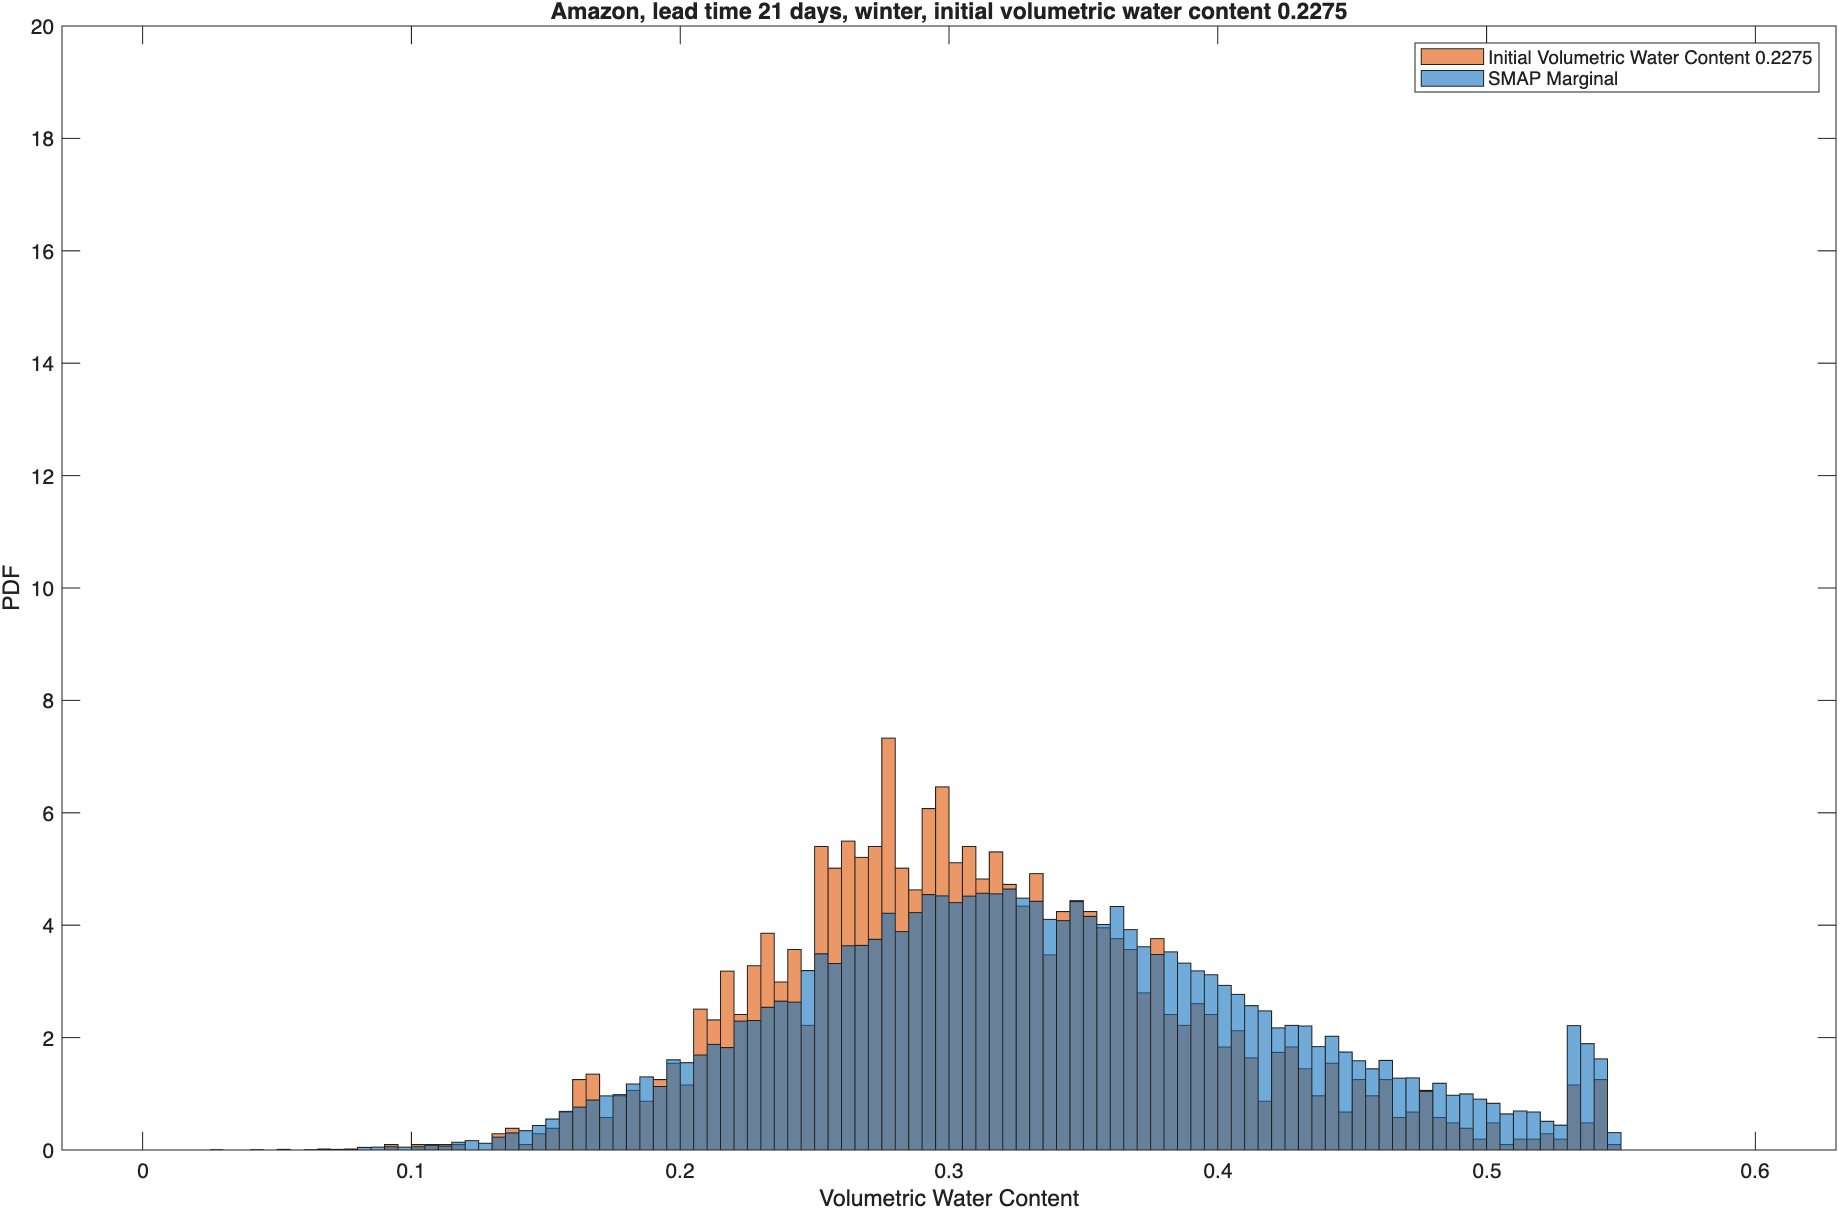 Amazon, lead time 21 days, winter, initial volumetric water content 0.2275
20
18
16
14
12
10
8
6
4
2
0
PDF
Initial Volumetric Water Content 0.2275
SMAP Marginal
0 0.1 0.2 0.3 0.4 0.5 0.6
Volumetric Water Content